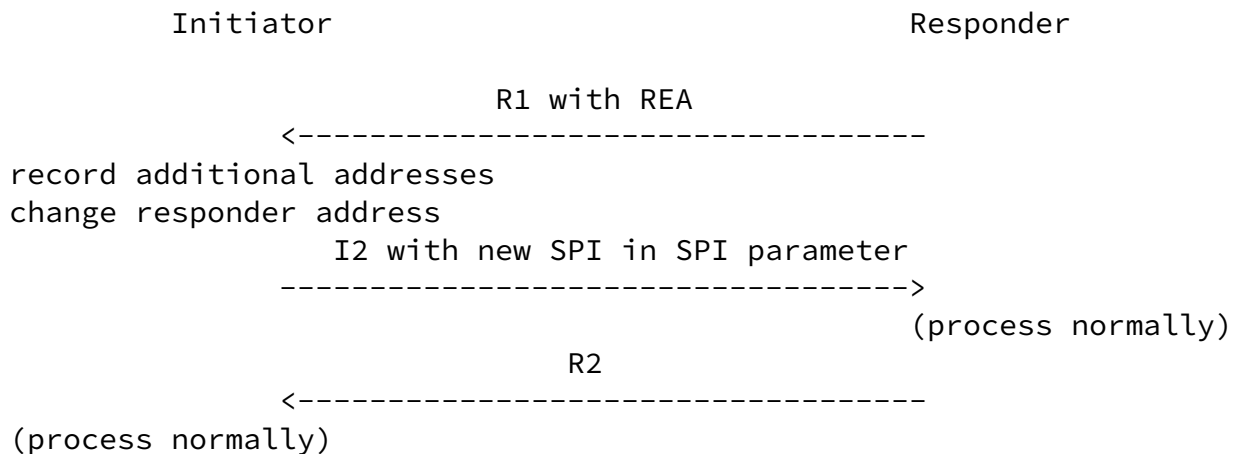 Initiator                                Responder
R1 with REA
<-----------------------------------
record additional addresses
change responder address
I2 with new SPI in SPI parameter
----------------------------------->
(process normally)
R2
<-----------------------------------
(process normally)